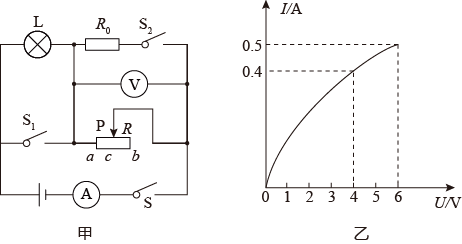 L R₀ S₂
V
S₁ P R
a c b
A S
甲
I/A
0.5
0.4
0 1 2 3 4 5 6 U/V
乙